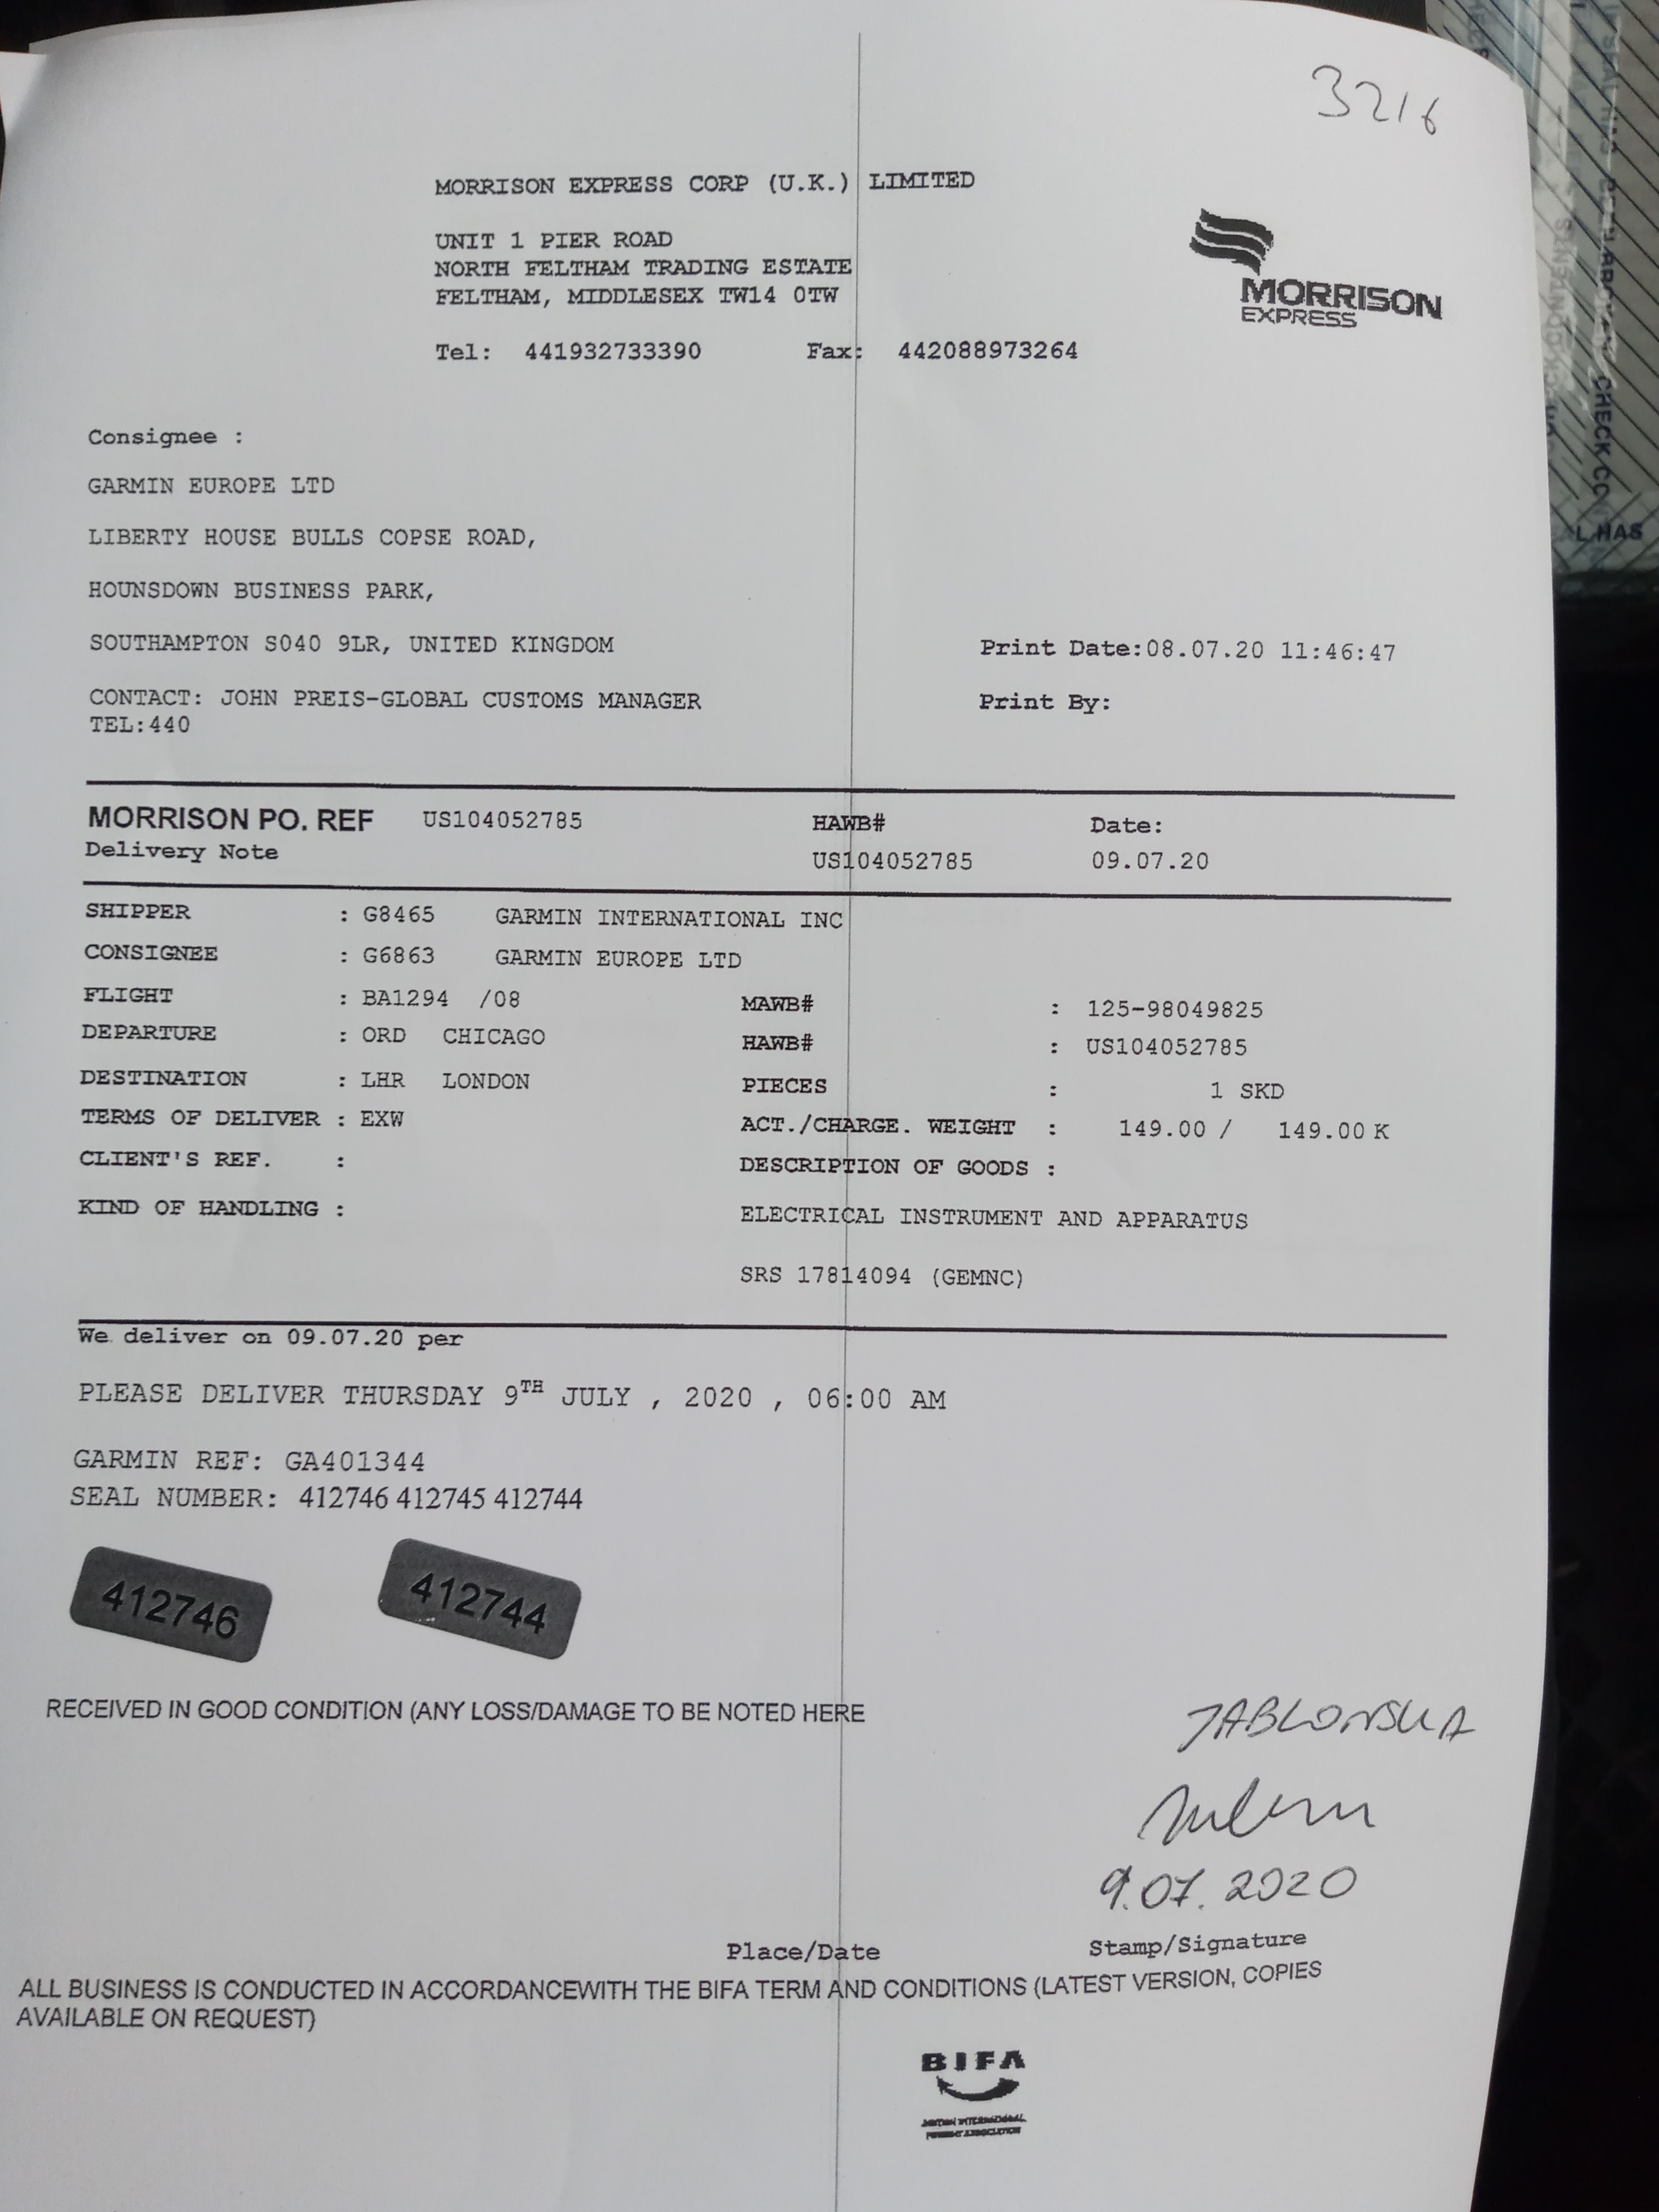 3216
MORRISON EXPRESS CORP (U.K.) LIMITED
UNIT 1 PIER ROAD
NORTH FELTHAM TRADING ESTATE
FELTHAM, MIDDLESEX TW14 0TW
MORRISON
EXPRESS
Tel: 441932733390 Fax: 442088973264
Consignee :
GARMIN EUROPE LTD
LIBERTY HOUSE BULLS COPSE ROAD,
HOUNSDOWN BUSINESS PARK,
SOUTHAMPTON S040 9LR, UNITED KINGDOM
Print Date:08.07.20 11:46:47
CONTACT: JOHN PREIS-GLOBAL CUSTOMS MANAGER
Print By:
TEL:440
MORRISON PO. REF US104052785 HAWB# Date:
Delivery Note US104052785 09.07.20
SHIPPER : G8465 GARMIN INTERNATIONAL INC
CONSIGNEE : G6863 GARMIN EUROPE LTD
FLIGHT : BA1294 /08 MAWB# : 125-98049825
DEPARTURE : ORD CHICAGO HAWB# : US104052785
DESTINATION : LHR LONDON PIECES : 1 SKD
TERMS OF DELIVER : EXW ACT./CHARGE. WEIGHT : 149.00 / 149.00 K
CLIENT'S REF. : DESCRIPTION OF GOODS :
KIND OF HANDLING : ELECTRICAL INSTRUMENT AND APPARATUS
SRS 17814094 (GEMNC)
We deliver on 09.07.20 per
PLEASE DELIVER THURSDAY 9TH JULY , 2020 , 06:00 AM
GARMIN REF: GA401344
SEAL NUMBER: 412746 412745 412744
412746 412744
RECEIVED IN GOOD CONDITION (ANY LOSS/DAMAGE TO BE NOTED HERE
JABLONSKA
9.07.2020
Place/Date Stamp/Signature
ALL BUSINESS IS CONDUCTED IN ACCORDANCEWITH THE BIFA TERM AND CONDITIONS (LATEST VERSION, COPIES
AVAILABLE ON REQUEST)
BIFA
CHECK CONTENTS
L HAS